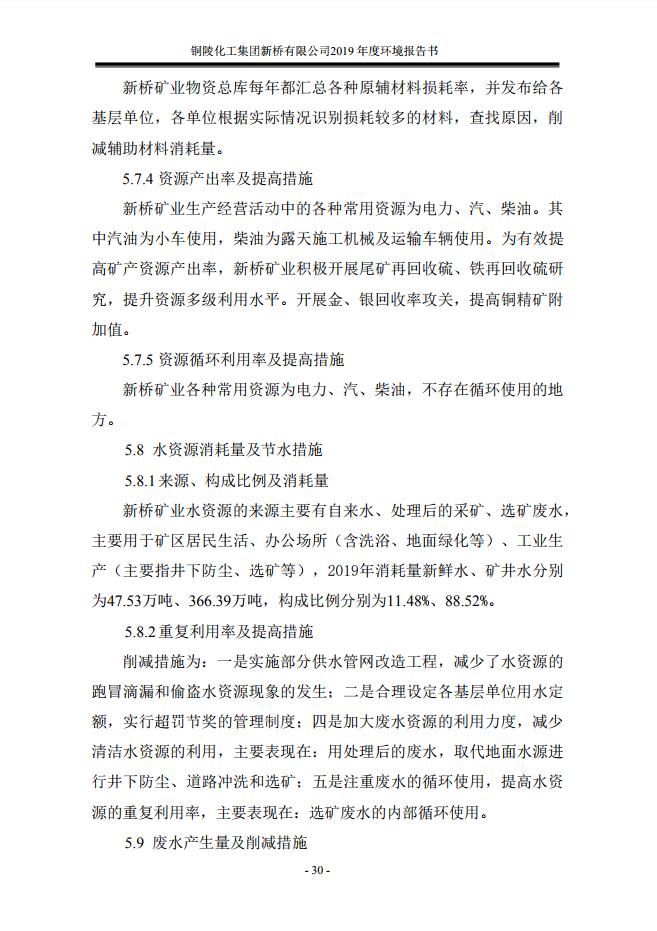 铜陵化工集团新桥有限公司2019 年度环境报告书
新桥矿业物资总库每年都汇总各种原辅材料损耗率，并发布给各
基层单位，各单位根据实际情况识别损耗较多的材料，查找原因，削
减辅助材料消耗量。
5.7.4 资源产出率及提高措施
新桥矿业生产经营活动中的各种常用资源为电力、汽、柴油。其
中汽油为小车使用，柴油为露天施工机械及运输车辆使用。为有效提
高矿产资源产出率，新桥矿业积极开展尾矿再回收硫、铁再回收硫研
究，提升资源多级利用水平。开展金、银回收率攻关，提高铜精矿附
加值。
5.7.5 资源循环利用率及提高措施
新桥矿业各种常用资源为电力、汽、柴油，不存在循环使用的地
方。
5.8 水资源消耗量及节水措施
5.8.1 来源、构成比例及消耗量
新桥矿业水资源的来源主要有自来水、处理后的采矿、选矿废水，
主要用于矿区居民生活、办公场所（含洗浴、地面绿化等）、工业生
产（主要指井下防尘、选矿等），2019年消耗量新鲜水、矿井水分别
为47.53万吨、366.39万吨，构成比例分别为11.48%、88.52%。
5.8.2 重复利用率及提高措施
削减措施为：一是实施部分供水管网改造工程，减少了水资源的
跑冒滴漏和偷盗水资源现象的发生；二是合理设定各基层单位用水定
额，实行超罚节奖的管理制度；四是加大废水资源的利用力度，减少
清洁水资源的利用，主要表现在：用处理后的废水，取代地面水源进
行井下防尘、道路冲洗和选矿；五是注重废水的循环使用，提高水资
源的重复利用率，主要表现在：选矿废水的内部循环使用。
5.9 废水产生量及削减措施
- 30 -